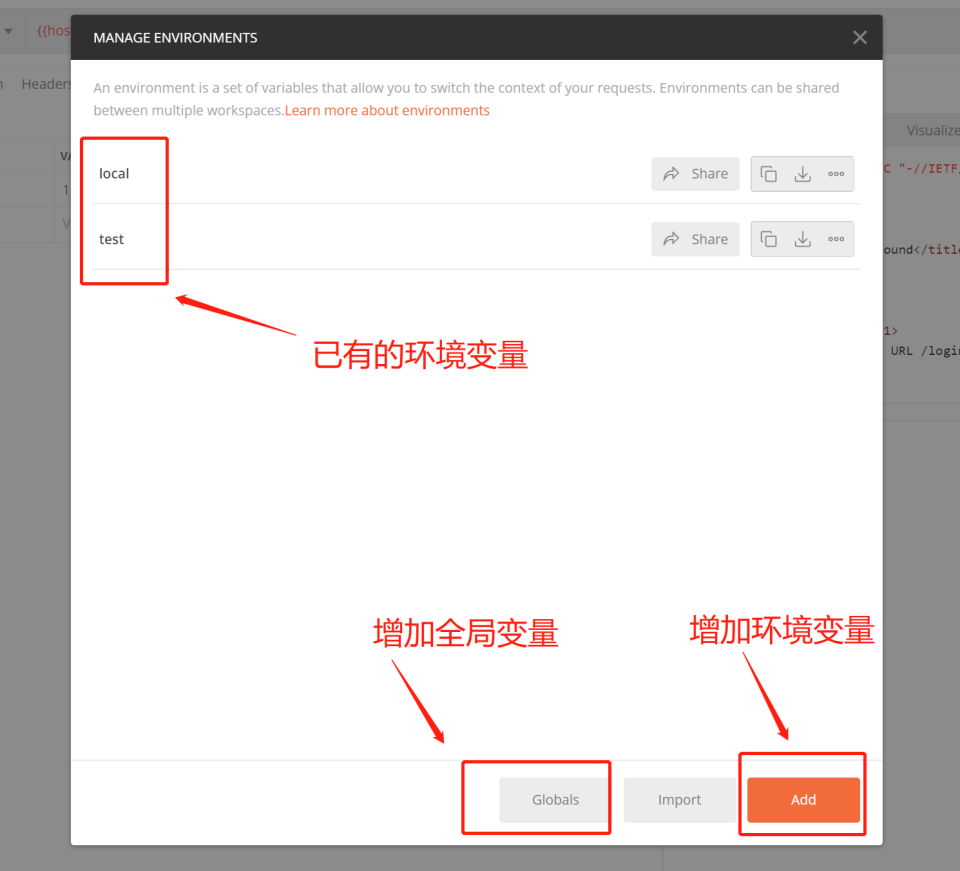 {{hos
MANAGE ENVIRONMENTS
Headers
An environment is a set of variables that allow you to switch the context of your requests. Environments can be shared
between multiple workspaces.Learn more about environments
Visualize
local
Share
C "-//IETF/
1
test
Share
ound</title
1>
已有的环境变量
URL /login
增加全局变量
增加环境变量
Globals
Import
Add